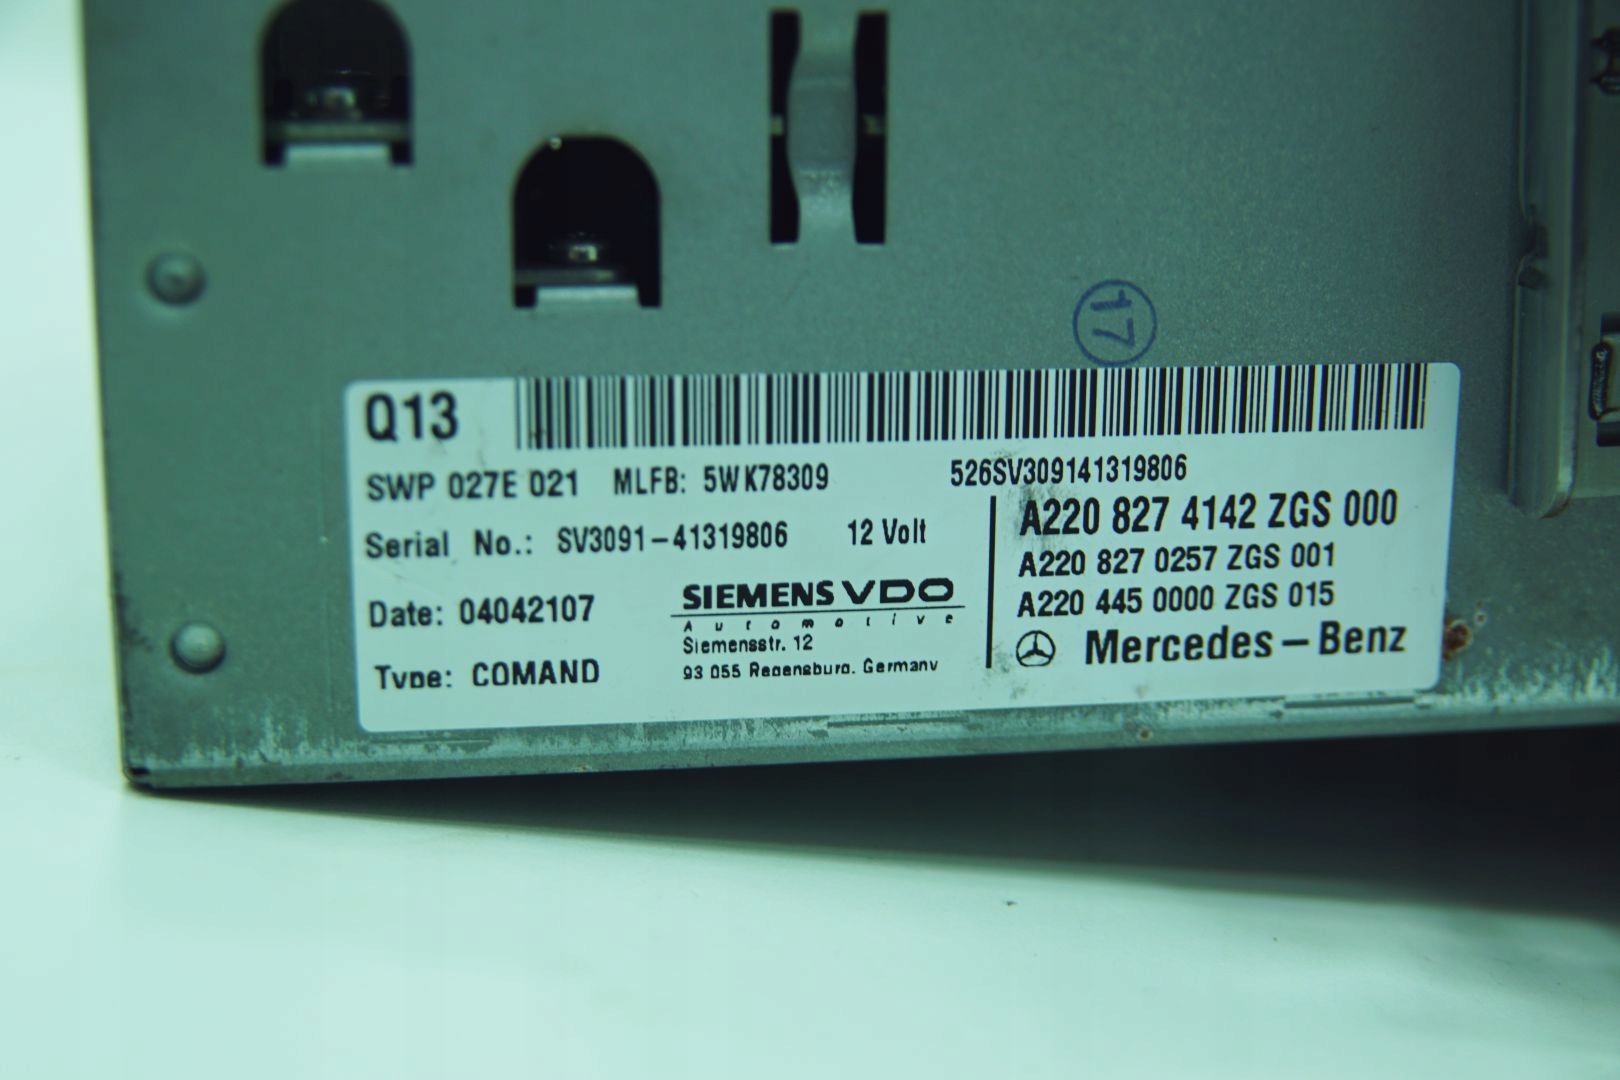 17
Q13
SWP 027E 021 MLFB: 5WK78309 526SV309141319806
Serial No.: SV3091-41319806 12 Volt
Date: 04042107
Type: COMAND
SIEMENS VDO
Automotive
Siemensstr. 12
93 055 Regensburg. Germany
A220 827 4142 ZGS 000
A220 827 0257 ZGS 001
A220 445 0000 ZGS 015
Mercedes-Benz